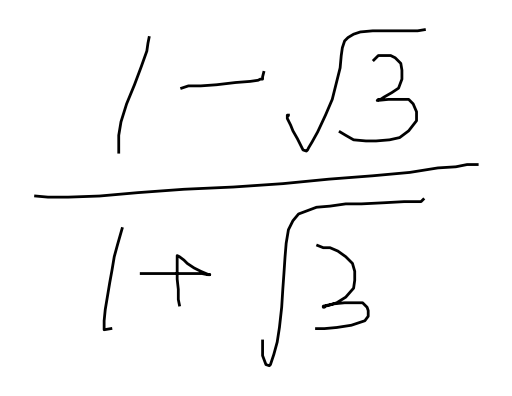 1 - √3
1 + √3